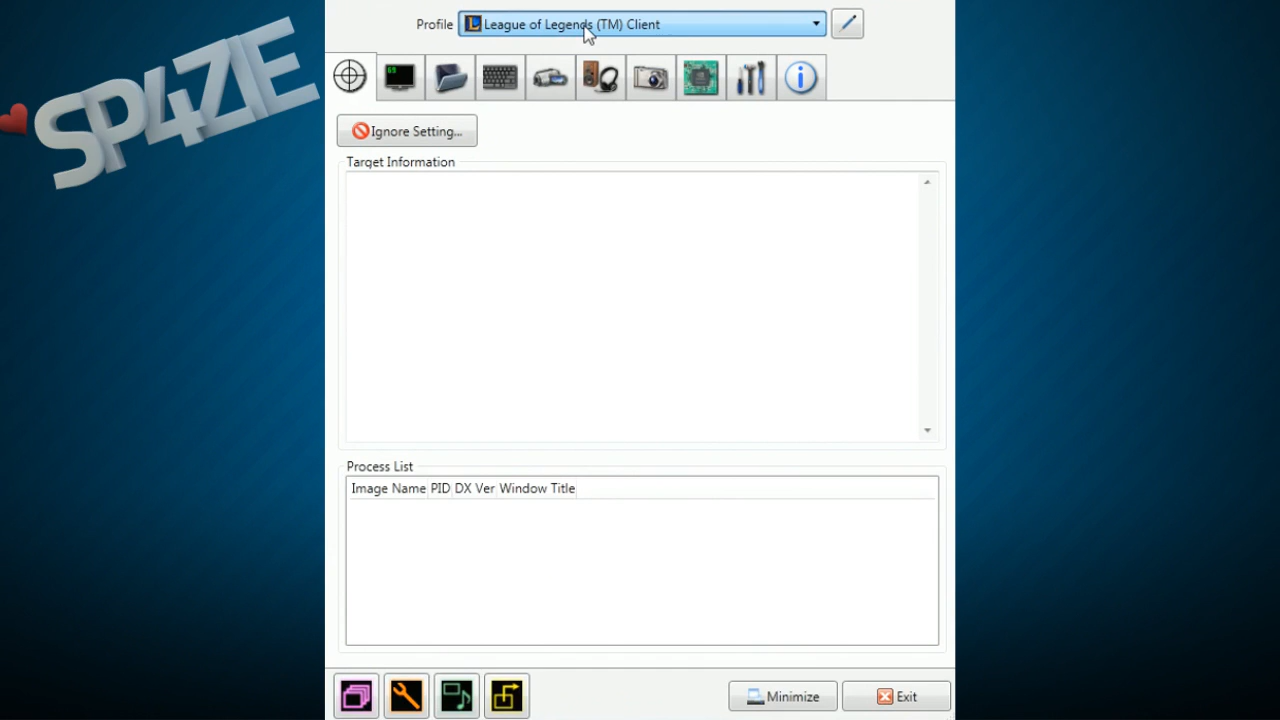 SP4ZIE
Profile League of Legends (TM) Client
Ignore Setting...
Target Information
Process List
Image Name PID DX Ver Window Title
Minimize Exit